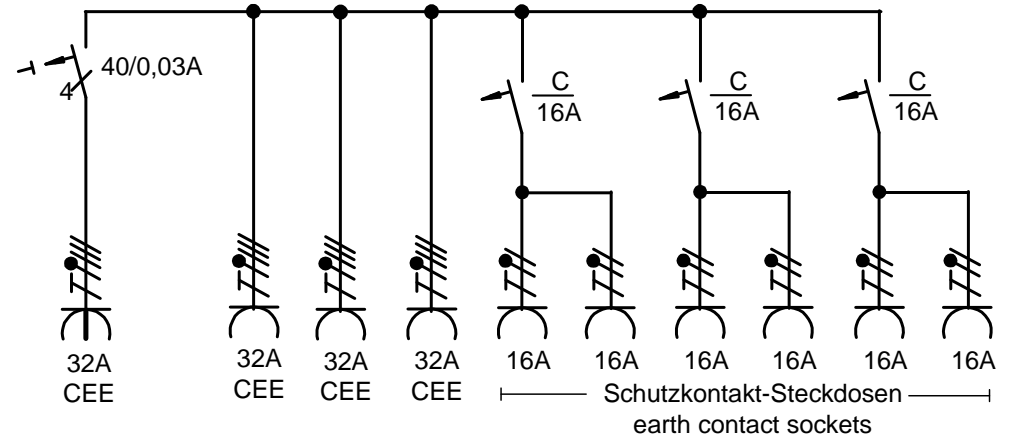 40/0,03A
4
C
16A
C
16A
C
16A
32A
CEE
32A
CEE
32A
CEE
32A
CEE
16A
16A
16A
16A
16A
16A
Schutzkontakt-Steckdosen
earth contact sockets